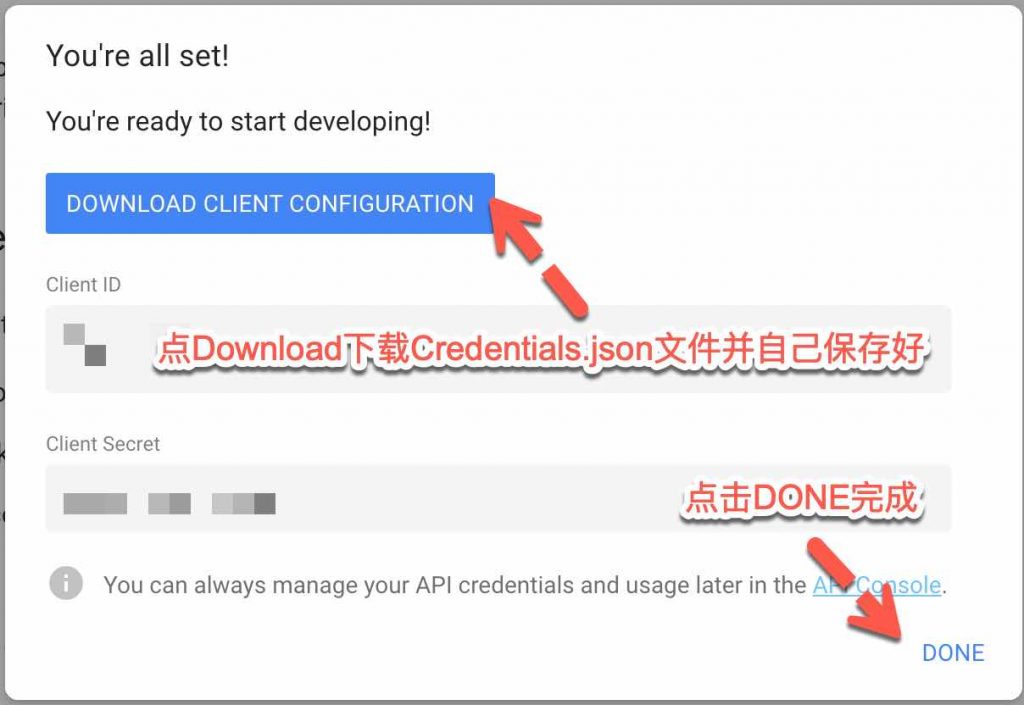 You're all set!
You're ready to start developing!
DOWNLOAD CLIENT CONFIGURATION
Client ID
点Download下载Credentials.json文件并自己保存好
Client Secret
点击DONE完成
You can always manage your API credentials and usage later in the API Console.
DONE